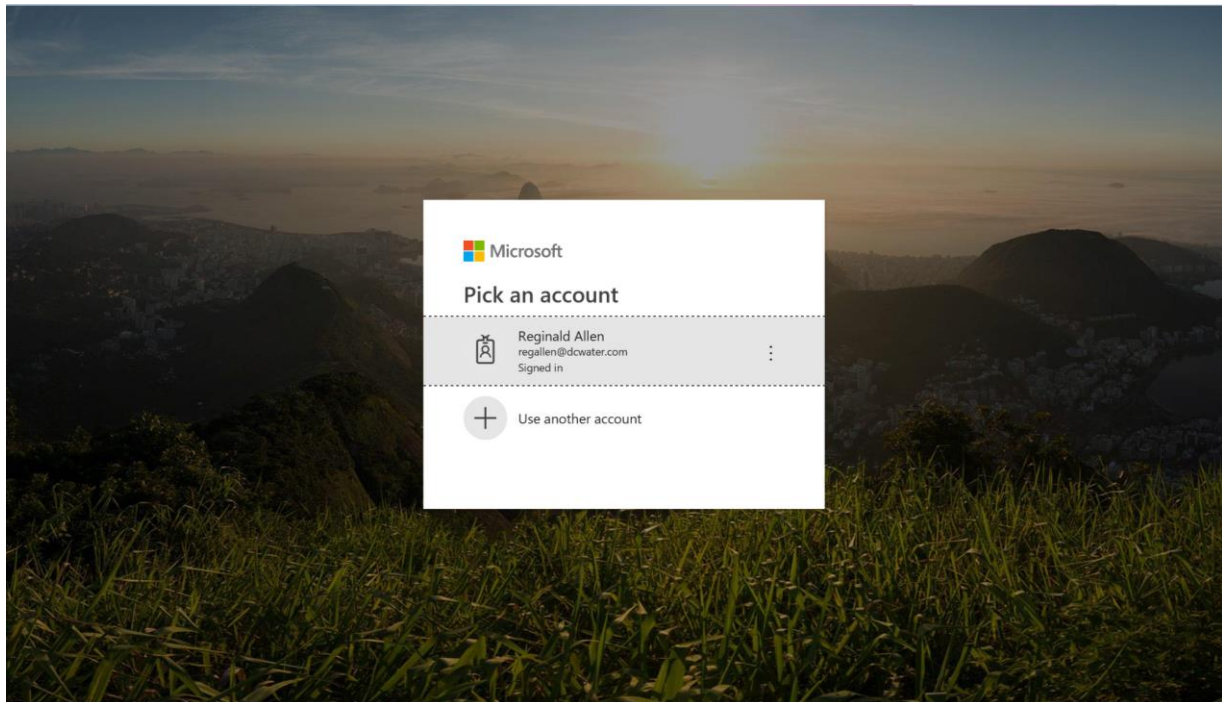 Microsoft
Pick an account
Reginald Allen
regallen@dcwater.com
Signed in
Use another account